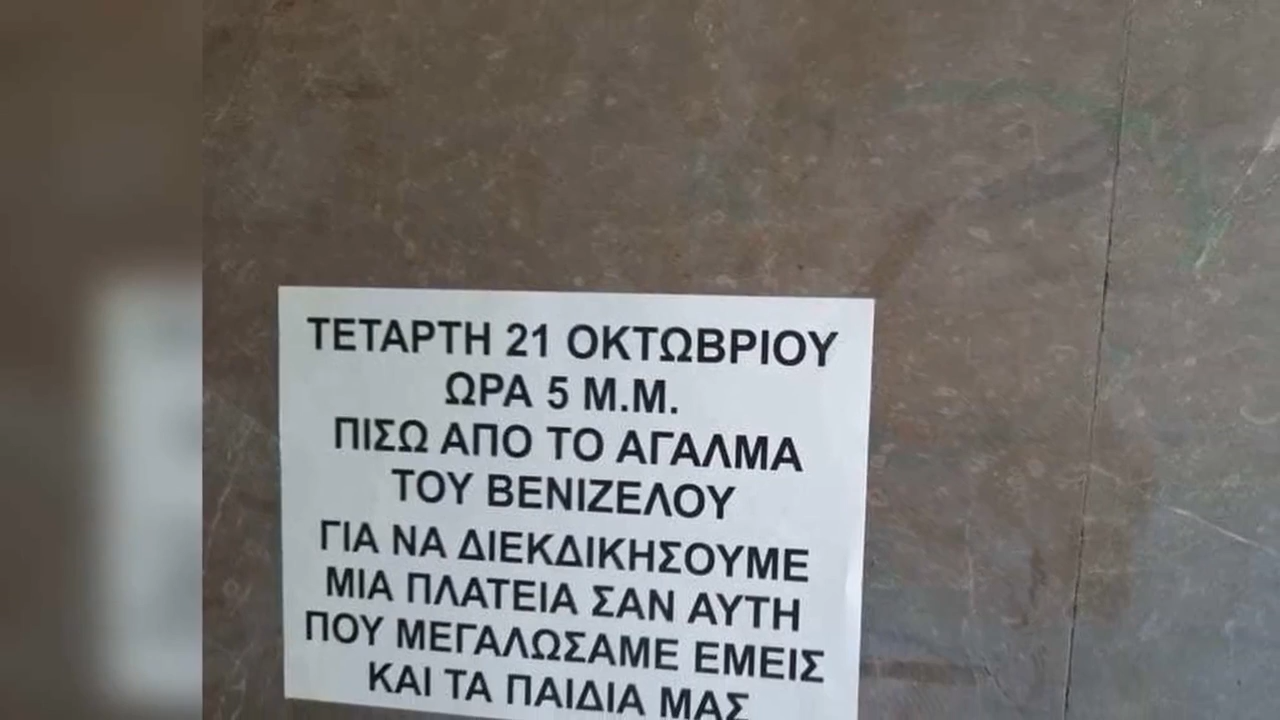 ΤΕΤΑΡΤΗ 21 ΟΚΤΩΒΡΙΟΥ
ΩΡΑ 5 Μ.Μ.
ΠΙΣΩ ΑΠΟ ΤΟ ΑΓΑΛΜΑ
ΤΟΥ ΒΕΝΙΖΕΛΟΥ
ΓΙΑ ΝΑ ΔΙΕΚΔΙΚΗΣΟΥΜΕ
ΜΙΑ ΠΛΑΤΕΙΑ ΣΑΝ ΑΥΤΗ
ΠΟΥ ΜΕΓΑΛΩΣΑΜΕ ΕΜΕΙΣ
ΚΑΙ ΤΑ ΠΑΙΔΙΑ ΜΑΣ